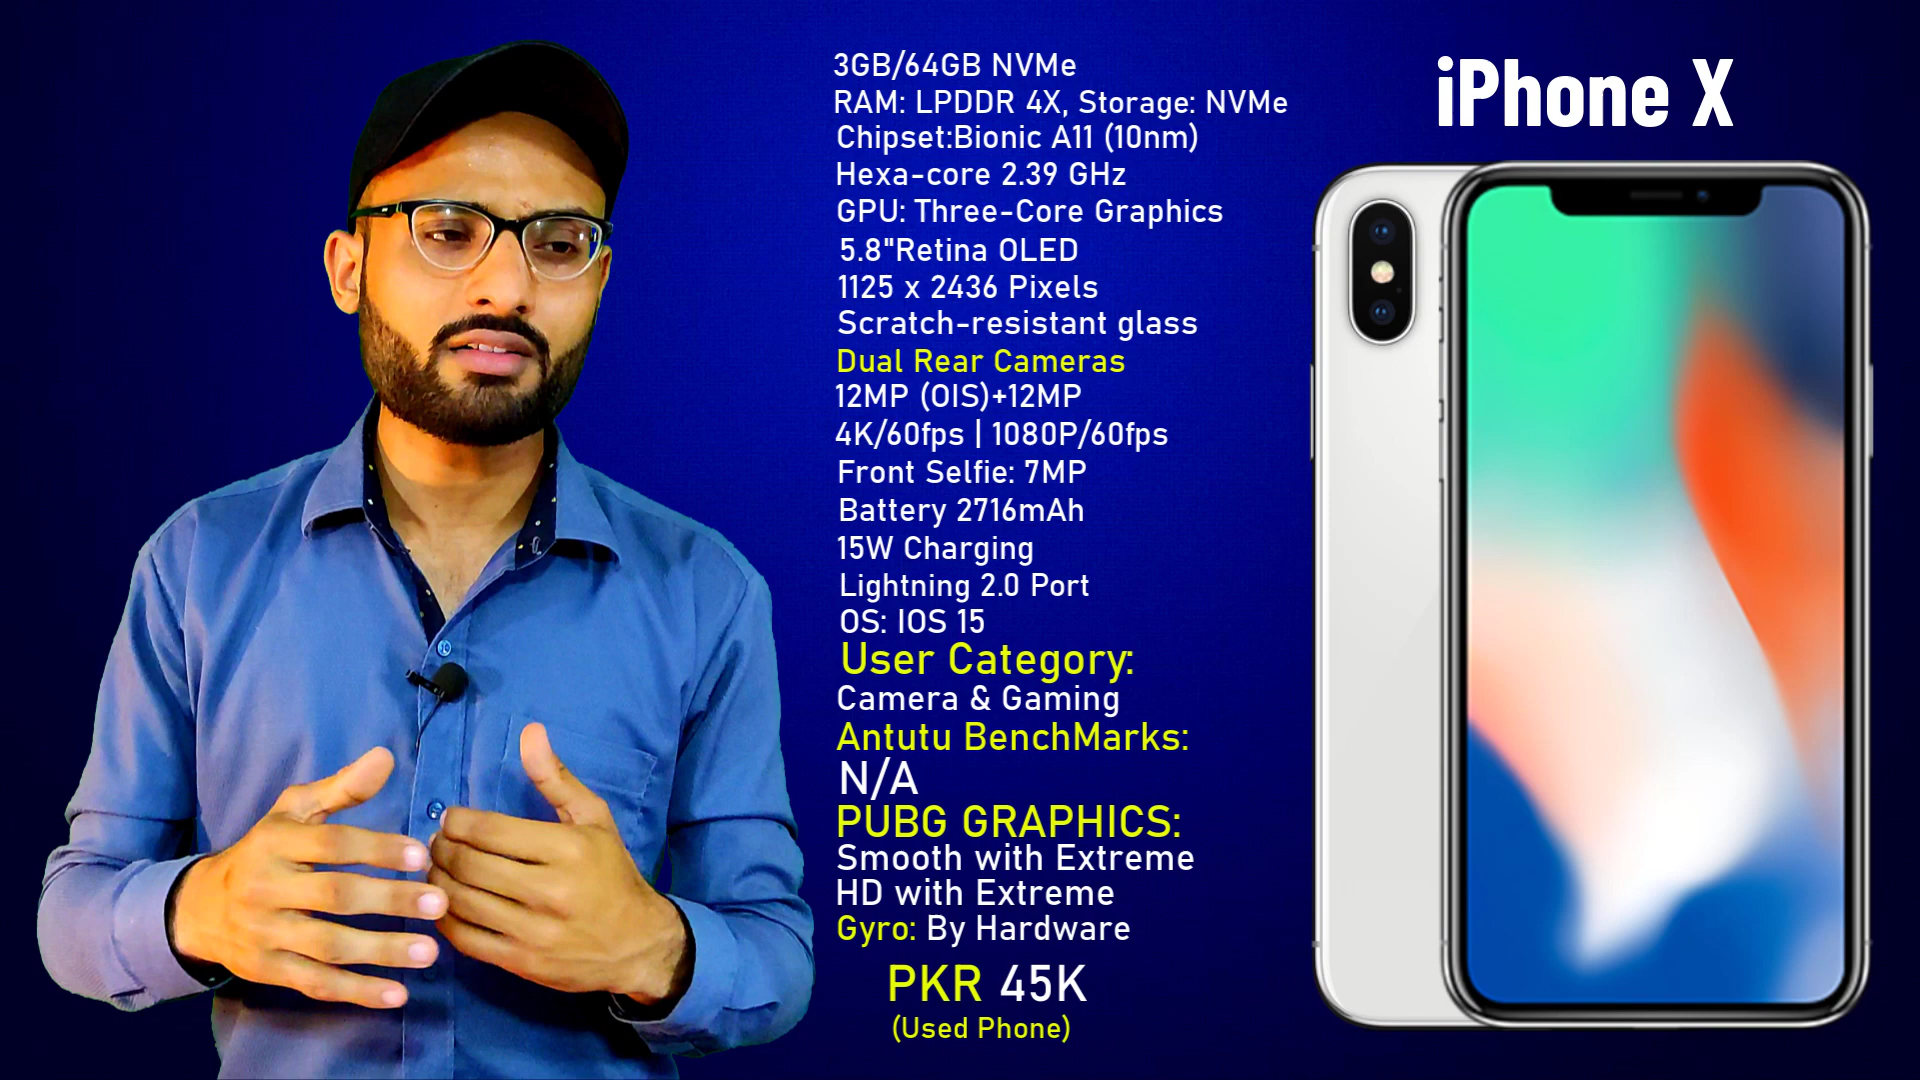 iPhone X
3GB/64GB NVMe
RAM: LPDDR 4X, Storage: NVMe
Chipset:Bionic A11 (10nm)
Hexa-core 2.39 GHz
GPU: Three-Core Graphics
5.8"Retina OLED
1125 x 2436 Pixels
Scratch-resistant glass
Dual Rear Cameras
12MP (OIS)+12MP
4K/60fps | 1080P/60fps
Front Selfie: 7MP
Battery 2716mAh
15W Charging
Lightning 2.0 Port
OS: IOS 15
User Category:
Camera & Gaming
Antutu BenchMarks:
N/A
PUBG GRAPHICS:
Smooth with Extreme
HD with Extreme
Gyro: By Hardware
PKR 45K
(Used Phone)